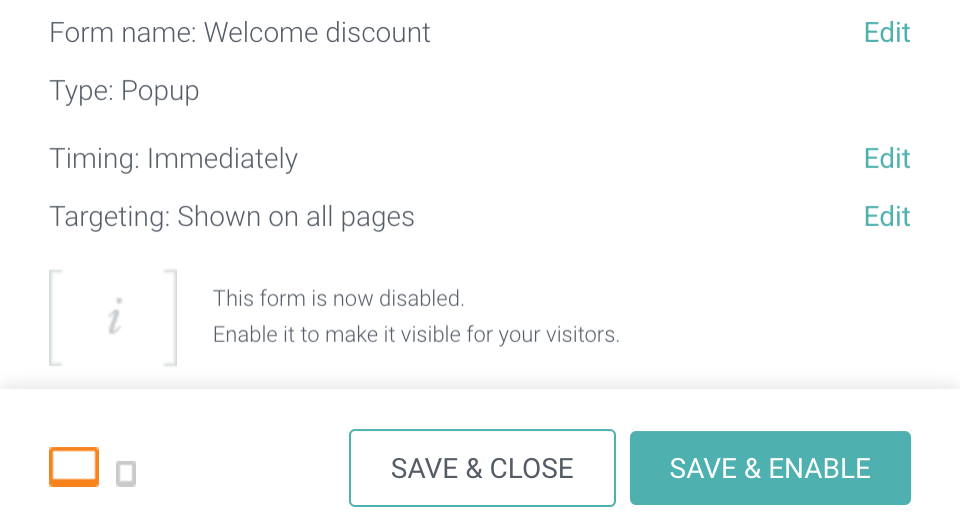 Form name: Welcome discount Edit
Type: Popup
Timing: Immediately Edit
Targeting: Shown on all pages Edit
i
This form is now disabled.
Enable it to make it visible for your visitors.
SAVE & CLOSE SAVE & ENABLE